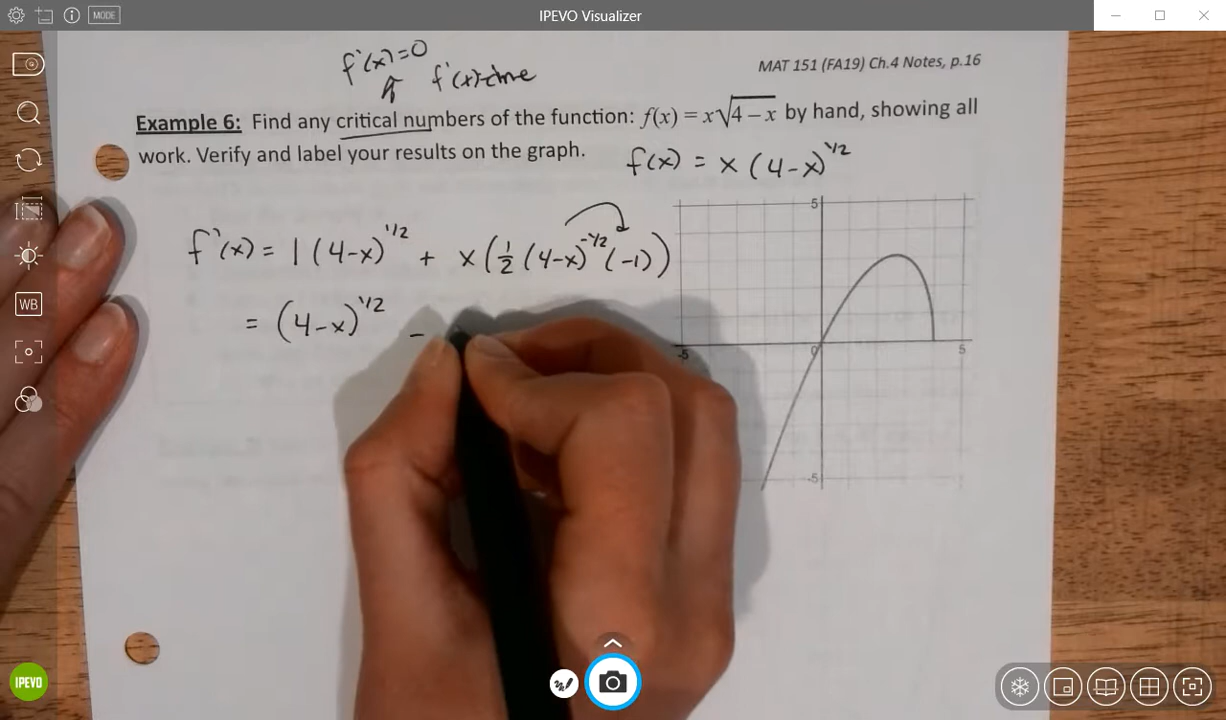 IPEVO Visualizer
MODE
f'(x)=0
f'(x)=dne
MAT 151 (FA19) Ch.4 Notes, p.16
Example 6: Find any critical numbers of the function: f(x) = x√4 – x by hand, showing all
work. Verify and label your results on the graph.
f(x) = x (4-x)^1/2
f'(x) = 1 (4-x)^1/2 + x (1/2 (4-x)^-1/2 (-1))
= (4-x)^1/2 -
5
-5
0
5
-5
WB
IPEVO